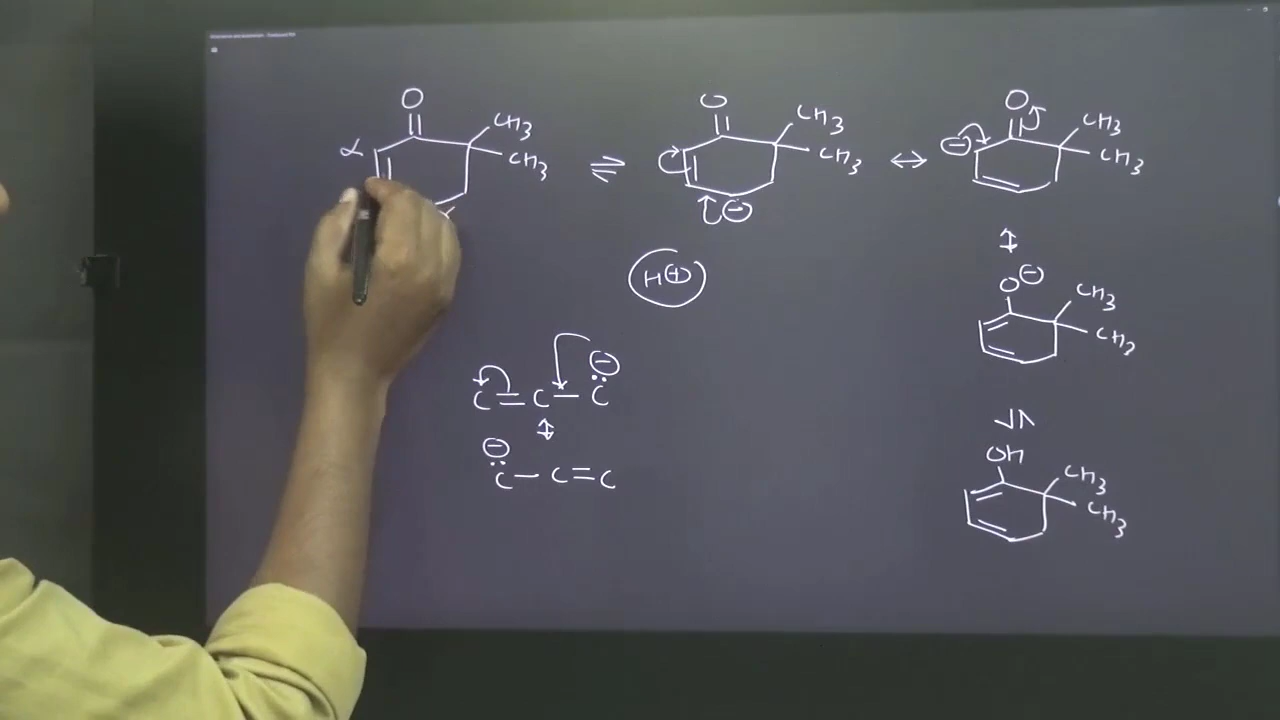 O O O
CH3 CH3 CH3
α CH3 ⇌ CH3 ↔ ⊖ CH3
⊖
↕
H⊕
O⊖
CH3
CH3
⊖
C=C-C̈
↕
⊖
C̈-C=C
OH
CH3
CH3